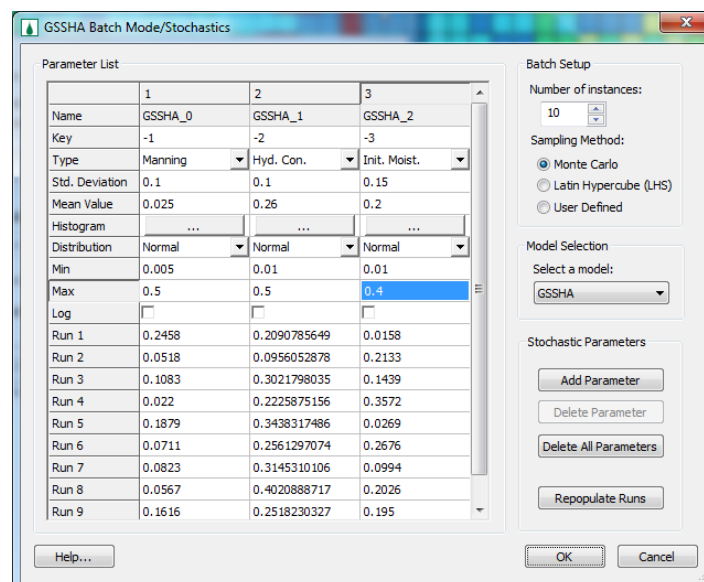 GSSHA Batch Mode/Stochastics
X
Parameter List
1 2 3
Name GSSHA_0 GSSHA_1 GSSHA_2
Key -1 -2 -3
Type Manning Hyd. Con. Init. Moist.
Std. Deviation 0.1 0.1 0.15
Mean Value 0.025 0.26 0.2
Histogram ... ... ...
Distribution Normal Normal Normal
Min 0.005 0.01 0.01
Max 0.5 0.5 0.4
Log
Run 1 0.2458 0.2090785649 0.0158
Run 2 0.0518 0.0956052878 0.2133
Run 3 0.1083 0.3021798035 0.1439
Run 4 0.022 0.2225875156 0.3572
Run 5 0.1879 0.3438317486 0.0269
Run 6 0.0711 0.2561297074 0.2676
Run 7 0.0823 0.3145310106 0.0994
Run 8 0.0567 0.4020888717 0.2026
Run 9 0.1616 0.2518230327 0.195
Batch Setup
Number of instances:
10
Sampling Method:
Monte Carlo
Latin Hypercube (LHS)
User Defined
Model Selection
Select a model:
GSSHA
Stochastic Parameters
Add Parameter
Delete Parameter
Delete All Parameters
Repopulate Runs
Help...
OK
Cancel